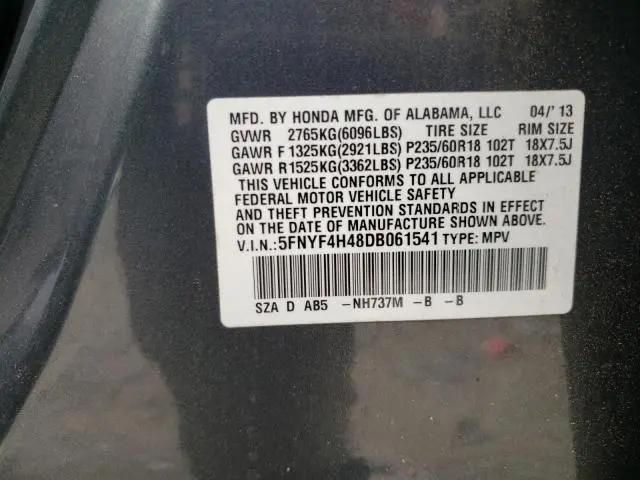 MFD. BY HONDA MFG. OF ALABAMA, LLC 04/'13
GVWR 2765KG(6096LBS) TIRE SIZE RIM SIZE
GAWR F 1325KG(2921LBS) P235/60R18 102T 18X7.5J
GAWR R1525KG(3362LBS) P235/60R18 102T 18X7.5J
THIS VEHICLE CONFORMS TO ALL APPLICABLE
FEDERAL MOTOR VEHICLE SAFETY
AND THEFT PREVENTION STANDARDS IN EFFECT
ON THE DATE OF MANUFACTURE SHOWN ABOVE.
V.I.N.:5FNYF4H48DB061541 TYPE: MPV
SZA D AB5 -NH737M -B -B